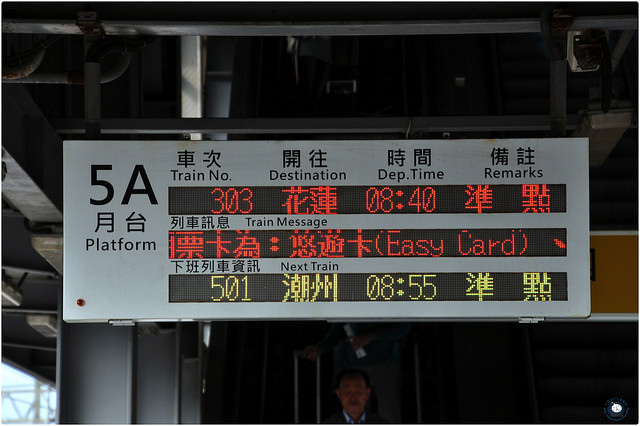 5A
月台
Platform
車次 開往 時間 備註
Train No. Destination Dep.Time Remarks
303 花蓮 08:40 準點
列車訊息 Train Message
票卡為:悠遊卡(Easy Card)
下班列車資訊 Next Train
501 潮州 08:55 準點